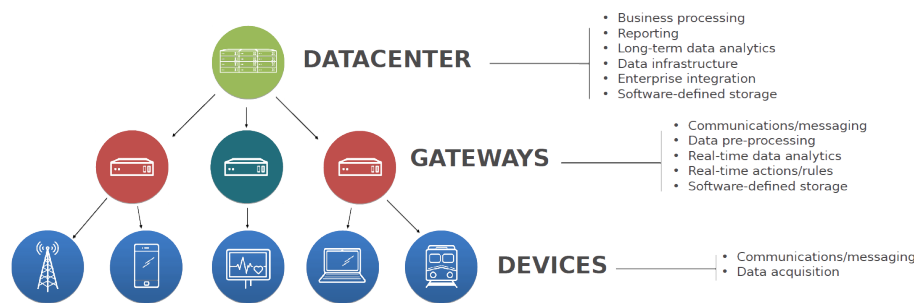 DATACENTER
• Business processing
• Reporting
• Long-term data analytics
• Data infrastructure
• Enterprise integration
• Software-defined storage
GATEWAYS
• Communications/messaging
• Data pre-processing
• Real-time data analytics
• Real-time actions/rules
• Software-defined storage
DEVICES
• Communications/messaging
• Data acquisition